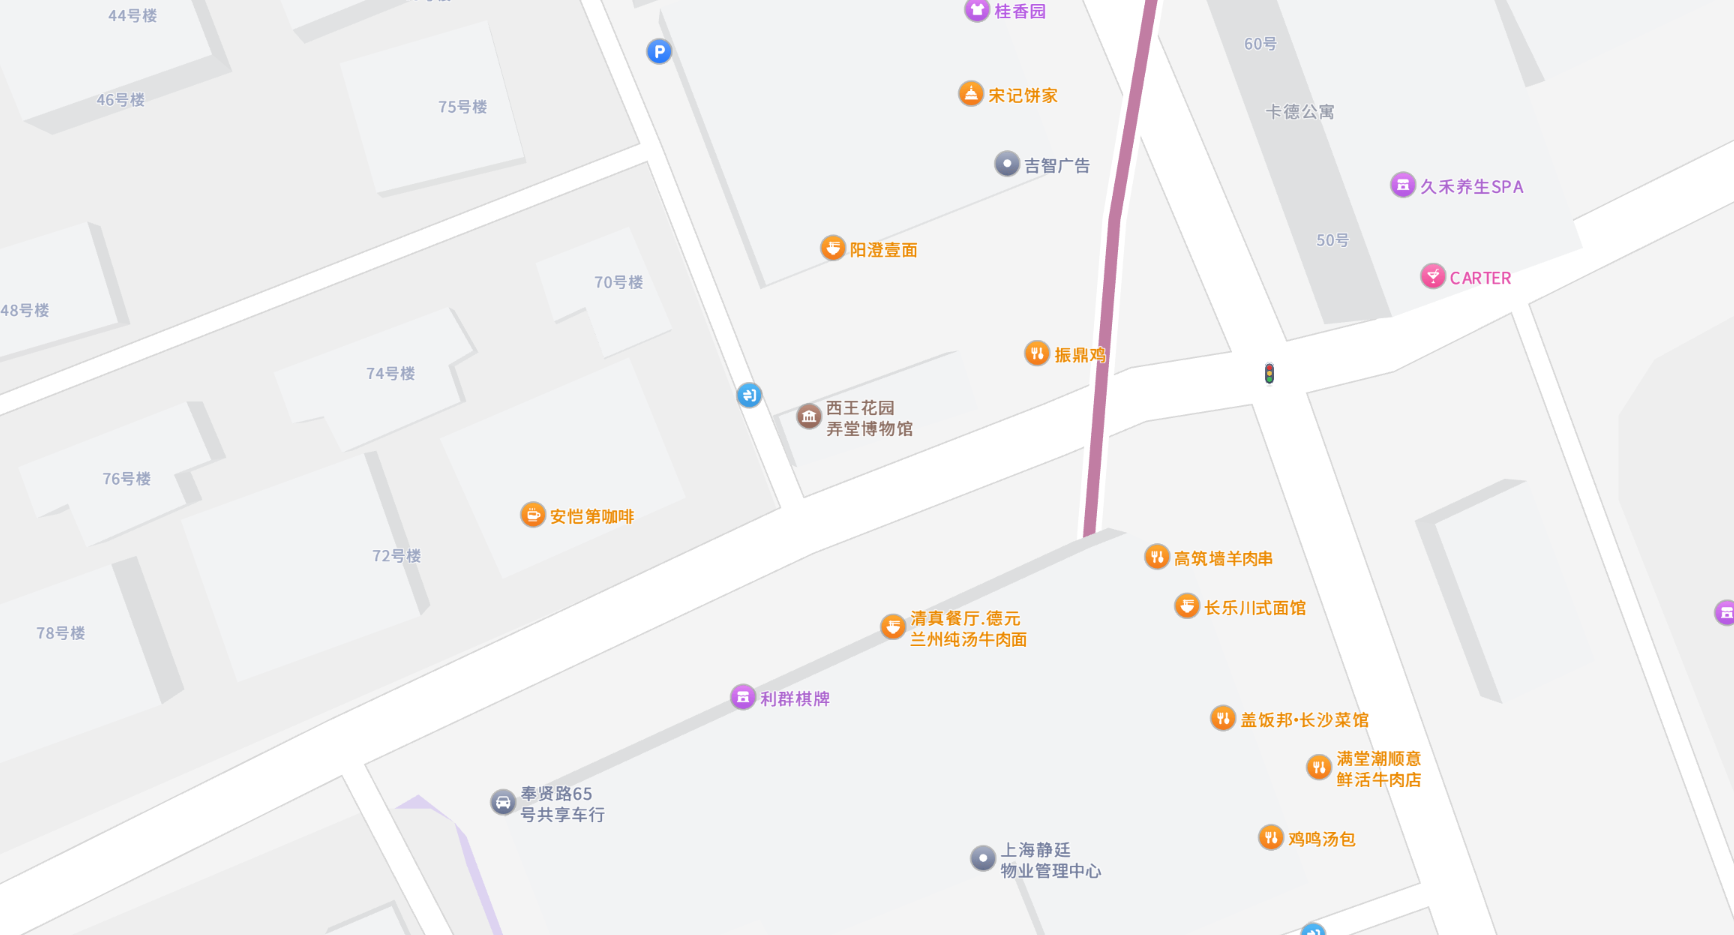 44号楼
桂香园
60号
46号楼
宋记饼家
75号楼
卡德公寓
吉智广告
久禾养生SPA
50号
阳澄壹面
CARTER
70号楼
48号楼
振鼎鸡
74号楼
西王花园
弄堂博物馆
76号楼
安恺第咖啡
72号楼
高筑墙羊肉串
长乐川式面馆
清真餐厅.德元
兰州纯汤牛肉面
78号楼
利群棋牌
盖饭邦·长沙菜馆
满堂潮顺意
鲜活牛肉店
奉贤路65
号共享车行
鸡鸣汤包
上海静廷
物业管理中心
P